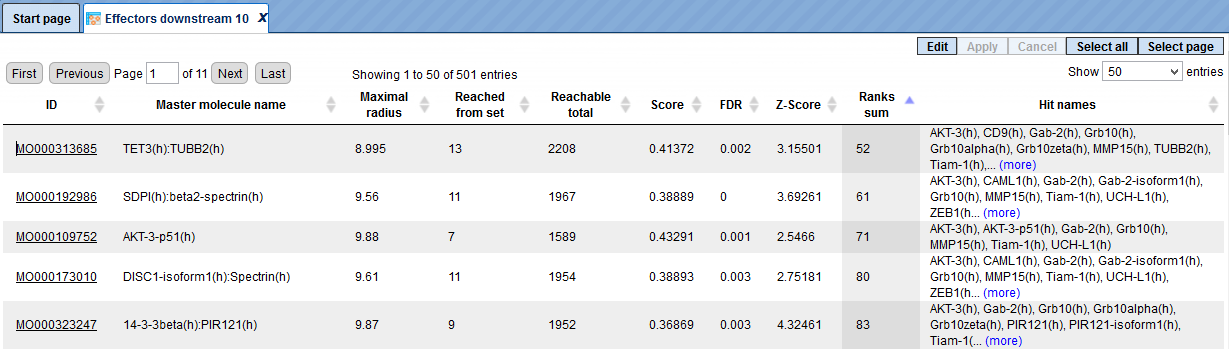 Start page
Effectors downstream 10 X
Edit Apply Cancel Select all Select page
First Previous Page 1 of 11 Next Last Showing 1 to 50 of 501 entries Show 50 entries
ID Master molecule name Maximal radius Reached from set Reachable total Score FDR Z-Score Ranks sum Hit names
MO000313685 TET3(h):TUBB2(h) 8.995 13 2208 0.41372 0.002 3.15501 52 AKT-3(h), CD9(h), Gab-2(h), Grb10(h),
Grb10alpha(h), Grb10zeta(h), MMP15(h), TUBB2(h),
Tiam-1(h),... (more)
MO000192986 SDPI(h):beta2-spectrin(h) 9.56 11 1967 0.38889 0 3.69261 61 AKT-3(h), CAML1(h), Gab-2(h), Gab-2-isoform1(h),
Grb10(h), MMP15(h), Tiam-1(h), UCH-L1(h),
ZEB1(h... (more)
MO000109752 AKT-3-p51(h) 9.88 7 1589 0.43291 0.001 2.5466 71 AKT-3(h), AKT-3-p51(h), Gab-2(h), Grb10(h),
MMP15(h), Tiam-1(h), UCH-L1(h)
MO000173010 DISC1-isoform1(h):Spectrin(h) 9.61 11 1954 0.38893 0.003 2.75181 80 AKT-3(h), CAML1(h), Gab-2(h), Gab-2-isoform1(h),
Grb10(h), MMP15(h), Tiam-1(h), UCH-L1(h),
ZEB1(h... (more)
MO000323247 14-3-3beta(h):PIR121(h) 9.87 9 1952 0.36869 0.003 4.32461 83 AKT-3(h), Gab-2(h), Grb10(h), Grb10alpha(h),
Grb10zeta(h), PIR121(h), PIR121-isoform1(h),
Tiam-1(... (more)